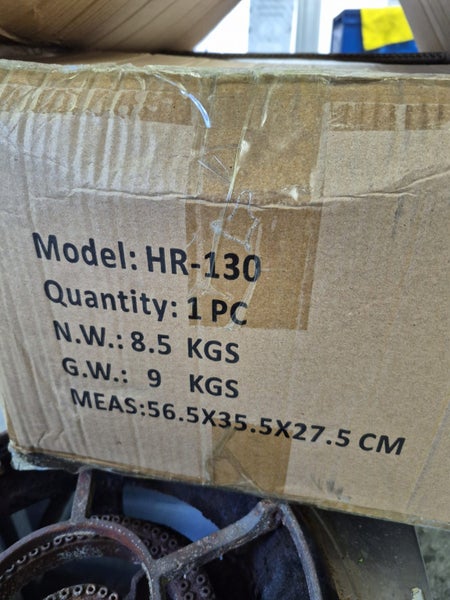 Model: HR-130
Quantity: 1 PC
N.W.: 8.5 KGS
G.W.: 9 KGS
MEAS:56.5X35.5X27.5 CM